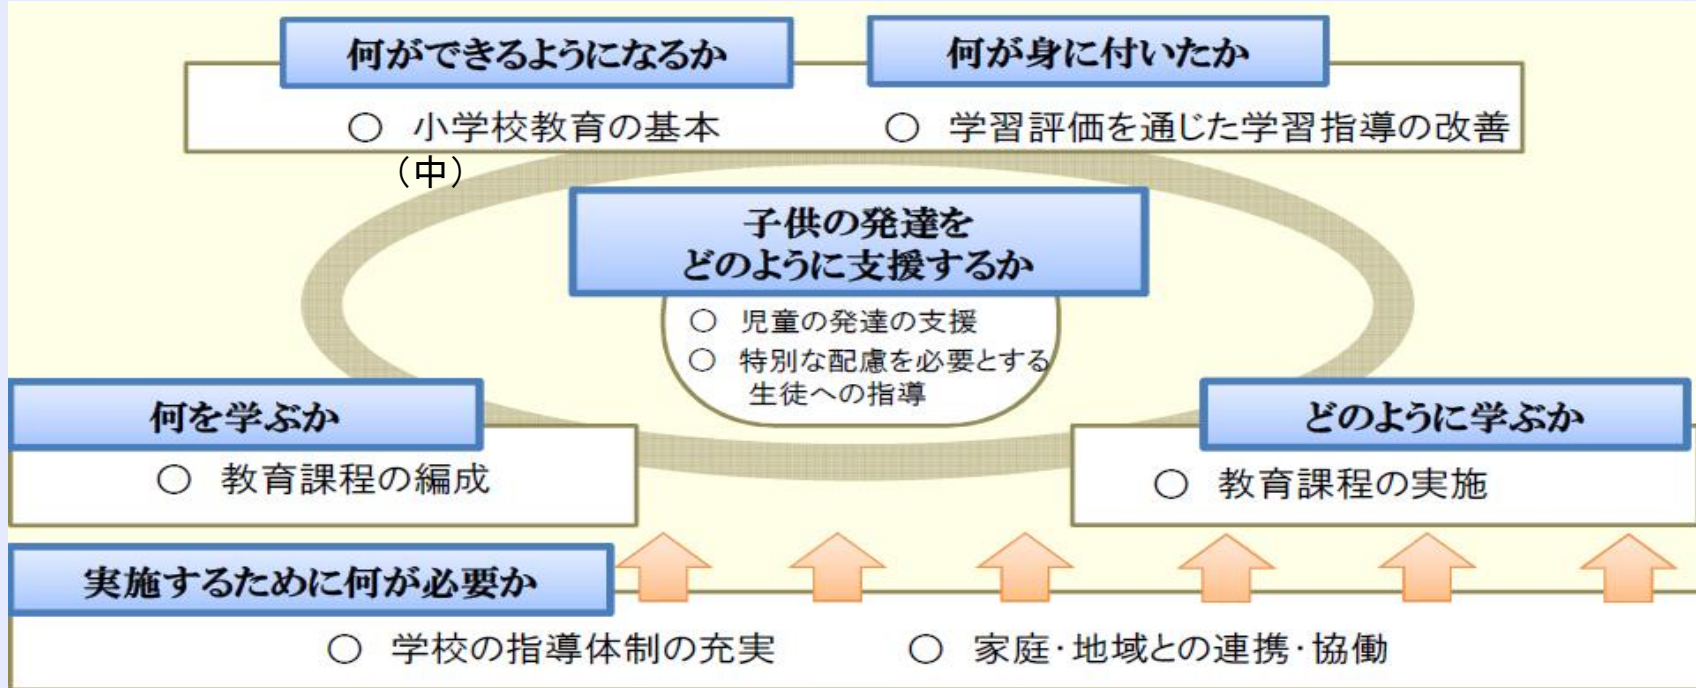 何ができるようになるか
何が身に付いたか
○ 小学校教育の基本
(中)
○ 学習評価を通じた学習指導の改善
子供の発達を
どのように支援するか
○ 児童の発達の支援
○ 特別な配慮を必要とする
生徒への指導
何を学ぶか
○ 教育課程の編成
どのように学ぶか
○ 教育課程の実施
実施するために何が必要か
○ 学校の指導体制の充実
○ 家庭・地域との連携・協働